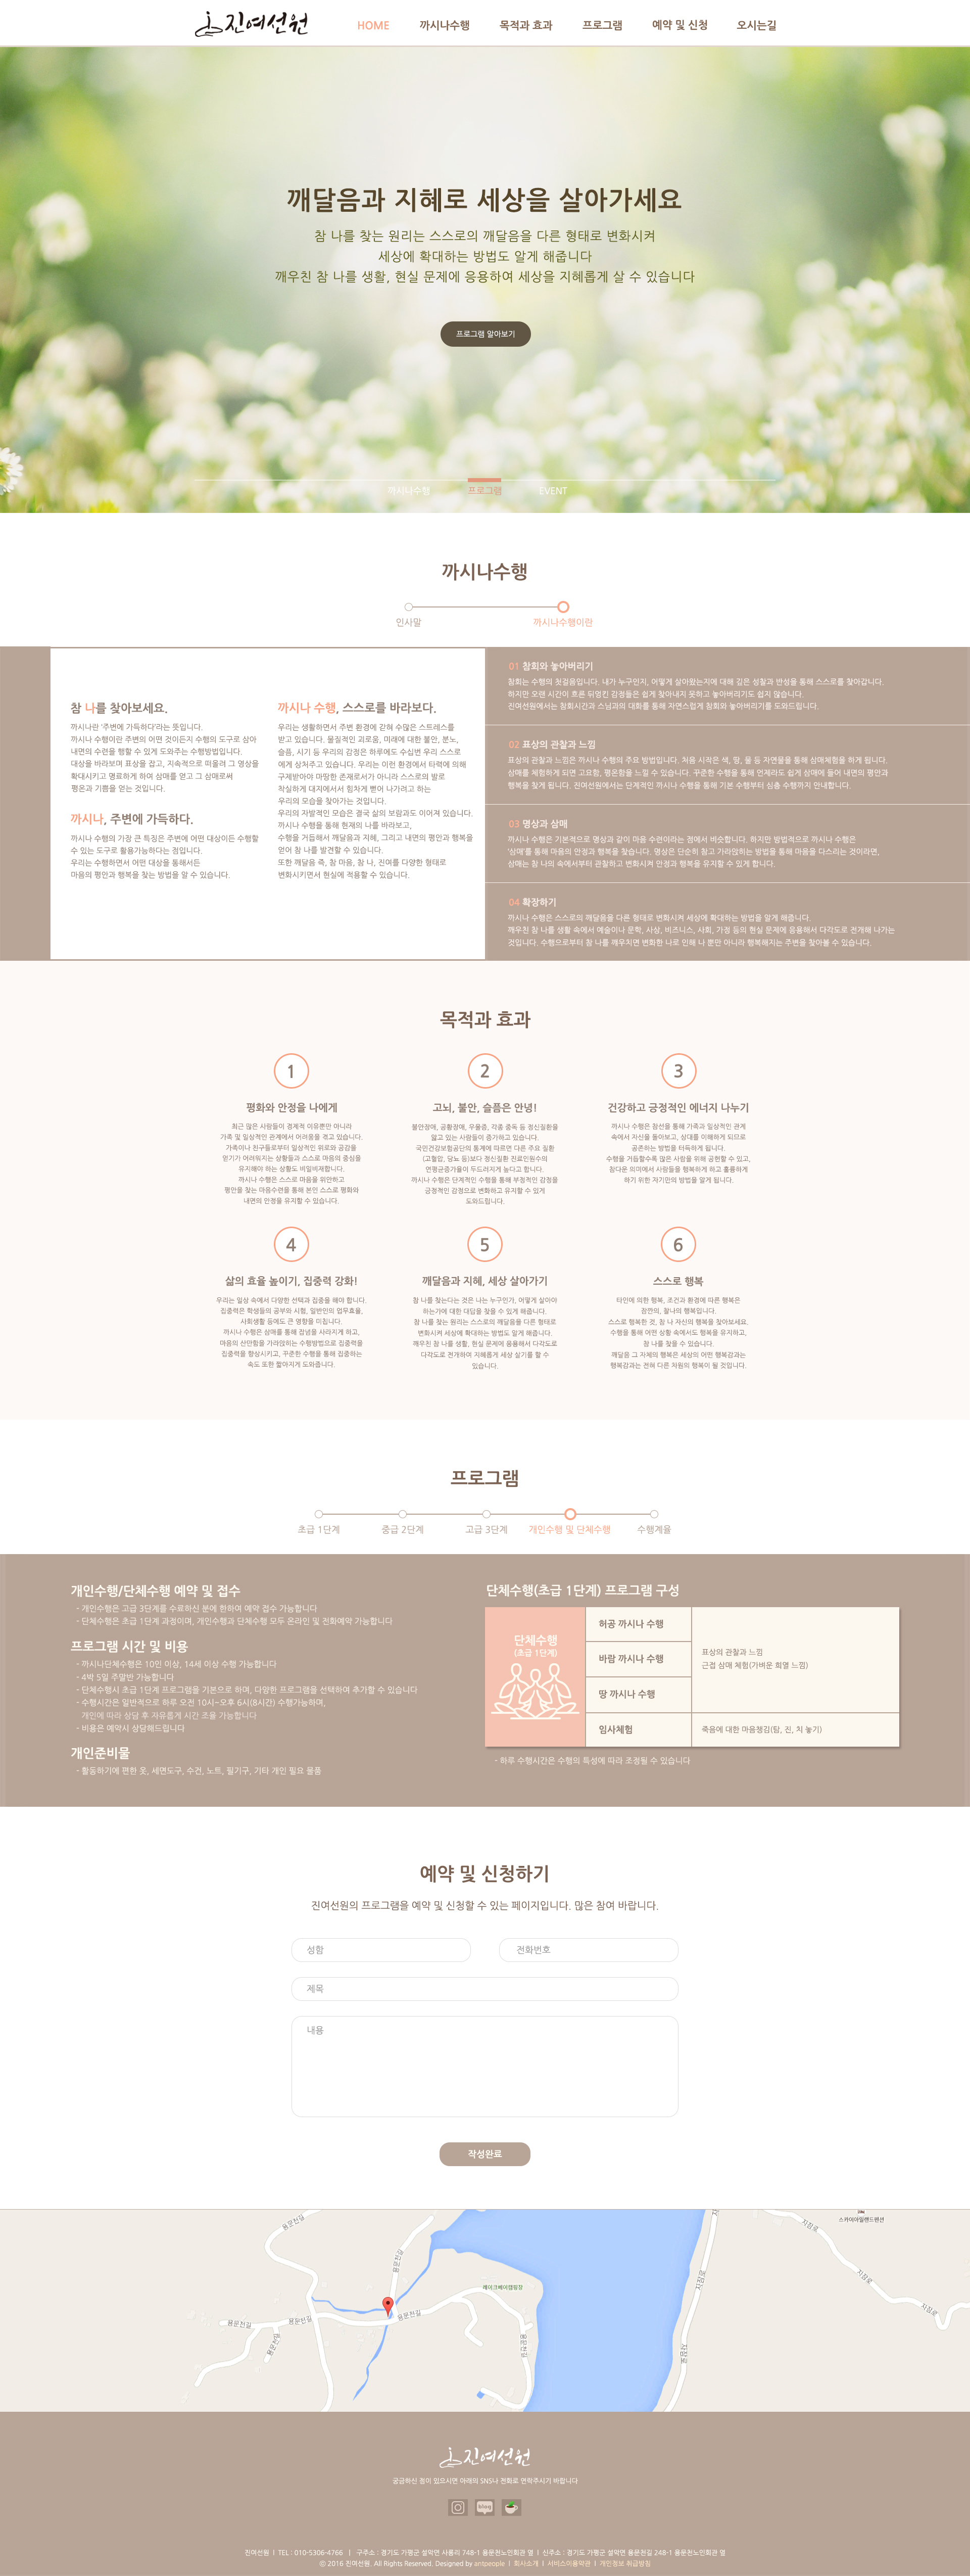 진여선원
HOME
까시나수행
목적과 효과
프로그램
예약 및 신청
오시는길
깨달음과 지혜로 세상을 살아가세요
참 나를 찾는 원리는 스스로의 깨달음을 다른 형태로 변화시켜
세상에 확대하는 방법도 알게 해줍니다
깨우친 참 나를 생활, 현실 문제에 응용하여 세상을 지혜롭게 살 수 있습니다
프로그램 알아보기
까시나수행
프로그램
EVENT
까시나수행
인사말
까시나수행이란
참 나를 찾아보세요.
까시나란 '주변에 가득하다'라는 뜻입니다.
까시나 수행이란 주변의 어떤 것이든지 수행의 도구로 삼아
내면의 수련을 행할 수 있게 도와주는 수행방법입니다.
대상을 바라보며 표상을 잡고, 지속적으로 떠올려 그 영상을
확대시키고 명료하게 하여 삼매를 얻고 그 삼매로써
평온과 기쁨을 얻는 것입니다.
까시나, 주변에 가득하다.
까시나 수행의 가장 큰 특징은 주변에 어떤 대상이든 수행할
수 있는 도구로 활용가능하다는 점입니다.
우리는 수행하면서 어떤 대상을 통해서든
마음의 평안과 행복을 찾는 방법을 알 수 있습니다.
까시나 수행, 스스로를 바라보다.
우리는 생활하면서 주변 환경에 갇혀 수많은 스트레스를
받고 있습니다. 물질적인 괴로움, 미래에 대한 불안, 분노,
슬픔, 시기 등 우리의 감정은 하루에도 수십번 우리 스스로
에게 상처주고 있습니다. 우리는 이런 환경에서 타력에 의해
구제받아야 마땅한 존재로서가 아니라 스스로의 발로
착실하게 대지에서서 힘차게 뻗어 나가려고 하는
우리의 모습을 찾아가는 것입니다.
우리의 자발적인 모습은 결국 삶의 보람과도 이어져 있습니다.
까시나 수행을 통해 현재의 나를 바라보고,
수행을 거듭해서 깨달음과 지혜, 그리고 내면의 평안과 행복을
얻어 참 나를 발견할 수 있습니다.
또한 깨달음 즉, 참 마음, 참 나, 진여를 다양한 형태로
변화시키면서 현실에 적용할 수 있습니다.
01 참회와 놓아버리기
참회는 수행의 첫걸음입니다. 내가 누구인지, 어떻게 살아왔는지에 대해 깊은 성찰과 반성을 통해 스스로를 찾아갑니다.
하지만 오랜 시간이 흐른 뒤엉킨 감정들은 쉽게 찾아내지 못하고 놓아버리기도 쉽지 않습니다.
진여선원에서는 참회시간과 스님과의 대화를 통해 자연스럽게 참회와 놓아버리기를 도와드립니다.
02 표상의 관찰과 느낌
표상의 관찰과 느낌은 까시나 수행의 주요 방법입니다. 처음 시작은 색, 땅, 물 등 자연물을 통해 삼매체험을 하게 됩니다.
삼매를 체험하게 되면 고요함, 평온함을 느낄 수 있습니다. 꾸준한 수행을 통해 언제라도 쉽게 삼매에 들어 내면의 평안과
행복을 찾게 됩니다. 진여선원에서는 단계적인 까시나 수행을 통해 기본 수행부터 심층 수행까지 안내합니다.
03 명상과 삼매
까시나 수행은 기본적으로 명상과 같이 마음 수련이라는 점에서 비슷합니다. 하지만 방법적으로 까시나 수행은
'삼매'를 통해 마음의 안정과 행복을 찾습니다. 명상은 단순히 참고 가라앉히는 방법을 통해 마음을 다스리는 것이라면,
삼매는 참 나의 속에서부터 관찰하고 변화시켜 안정과 행복을 유지할 수 있게 합니다.
04 확장하기
까시나 수행은 스스로의 깨달음을 다른 형태로 변화시켜 세상에 확대하는 방법을 알게 해줍니다.
깨우친 참 나를 생활 속에서 예술이나 문학, 사상, 비즈니스, 사회, 가정 등의 현실 문제에 응용해서 다각도로 전개해 나가는
것입니다. 수행으로부터 참 나를 깨우치면 변화한 나로 인해 나 뿐만 아니라 행복해지는 주변을 찾아볼 수 있습니다.
목적과 효과
1
평화와 안정을 나에게
최근 많은 사람들이 경제적 이유뿐만 아니라
가족 및 일상적인 관계에서 어려움을 겪고 있습니다.
가족이나 친구들로부터 일상적인 위로와 공감을
얻기가 어려워지는 상황들과 스스로 마음의 중심을
유지해야 하는 상황도 비일비재합니다.
까시나 수행은 스스로 마음을 위안하고
평안을 찾는 마음수련을 통해 본인 스스로 평화와
내면의 안정을 유지할 수 있습니다.
2
고뇌, 불안, 슬픔은 안녕!
불안장애, 공황장애, 우울증, 각종 중독 등 정신질환을
앓고 있는 사람들이 증가하고 있습니다.
국민건강보험공단의 통계에 따르면 다른 주요 질환
(고혈압, 당뇨 등)보다 정신질환 진료인원수의
연평균증가율이 두드러지게 높다고 합니다.
까시나 수행은 단계적인 수행을 통해 부정적인 감정을
긍정적인 감정으로 변화하고 유지할 수 있게
도와드립니다.
3
건강하고 긍정적인 에너지 나누기
까시나 수행은 참선을 통해 가족과 일상적인 관계
속에서 자신을 돌아보고, 상대를 이해하게 되므로
공존하는 방법을 터득하게 됩니다.
수행을 거듭할수록 많은 사람을 위해 공헌할 수 있고,
참다운 의미에서 사람들을 행복하게 하고 훌륭하게
하기 위한 자기만의 방법을 알게 됩니다.
4
삶의 효율 높이기, 집중력 강화!
우리는 일상 속에서 다양한 선택과 집중을 해야 합니다.
집중력은 학생들의 공부와 시험, 일반인의 업무효율,
사회생활 등에도 큰 영향을 미칩니다.
까시나 수행은 삼매를 통해 잡념을 사라지게 하고,
마음의 산만함을 가라앉히는 수행방법으로 집중력을
집중력을 향상시키고, 꾸준한 수행을 통해 집중하는
속도 또한 짧아지게 도와줍니다.
5
깨달음과 지혜, 세상 살아가기
참 나를 찾는다는 것은 나는 누구인가, 어떻게 살아야
하는가에 대한 대답을 찾을 수 있게 해줍니다.
참 나를 찾는 원리는 스스로의 깨달음을 다른 형태로
변화시켜 세상에 확대하는 방법도 알게 해줍니다.
깨우친 참 나를 생활, 현실 문제에 응용해서 다각도로
다각도로 전개하여 지혜롭게 세상 살기를 할 수
있습니다.
6
스스로 행복
타인에 의한 행복, 조건과 환경에 따른 행복은
잠깐의, 찰나의 행복입니다.
스스로 행복한 것, 참 나 자신의 행복을 찾아보세요.
수행을 통해 어떤 상황 속에서도 행복을 유지하고,
참 나를 찾을 수 있습니다.
깨달음 그 자체의 행복은 세상의 어떤 행복감과는
행복감과는 전혀 다른 차원의 행복이 될 것입니다.
프로그램
초급 1단계
중급 2단계
고급 3단계
개인수행 및 단체수행
수행계율
개인수행/단체수행 예약 및 접수
- 개인수행은 고급 3단계를 수료하신 분에 한하여 예약 접수 가능합니다
- 단체수행은 초급 1단계 과정이며, 개인수행과 단체수행 모두 온라인 및 전화예약 가능합니다
프로그램 시간 및 비용
- 까시나단체수행은 10인 이상, 14세 이상 수행 가능합니다
- 4박 5일 주말반 가능합니다
- 단체수행시 초급 1단계 프로그램을 기본으로 하며, 다양한 프로그램을 선택하여 추가할 수 있습니다
- 수행시간은 일반적으로 하루 오전 10시~오후 6시(8시간) 수행가능하며,
개인에 따라 상담 후 자유롭게 시간 조율 가능합니다
- 비용은 예약시 상담해드립니다
개인준비물
- 활동하기에 편한 옷, 세면도구, 수건, 노트, 필기구, 기타 개인 필요 물품
단체수행(초급 1단계) 프로그램 구성
단체수행
(초급 1단계)
허공 까시나 수행
바람 까시나 수행
땅 까시나 수행
임사체험
표상의 관찰과 느낌
근접 삼매 체험(가벼운 희열 느낌)
죽음에 대한 마음챙김(탐, 진, 치 놓기)
- 하루 수행시간은 수행의 특성에 따라 조정될 수 있습니다
예약 및 신청하기
진여선원의 프로그램을 예약 및 신청할 수 있는 페이지입니다. 많은 참여 바랍니다.
성함
전화번호
제목
내용
작성완료
용문천길
용문천길
용문천길
용문천길
용문천길
용문천길
용문천길
레이크베이캠핑장
지잠로
지잠로
지잠로
지잠로
지잠로
지잠로
스카이아일랜드펜션
진여선원
궁금하신 점이 있으시면 아래의 SNS나 전화로 연락주시기 바랍니다
blog
진여선원 I TEL : 010-5306-4766 I 구주소 : 경기도 가평군 설악면 사룡리 748-1 용문천노인회관 옆 I 신주소 : 경기도 가평군 설악면 용문천길 248-1 용문천노인회관 옆
ⓒ 2016 진여선원. All Rights Reserved. Designed by antpeople I 회사소개 I 서비스이용약관 I 개인정보 취급방침